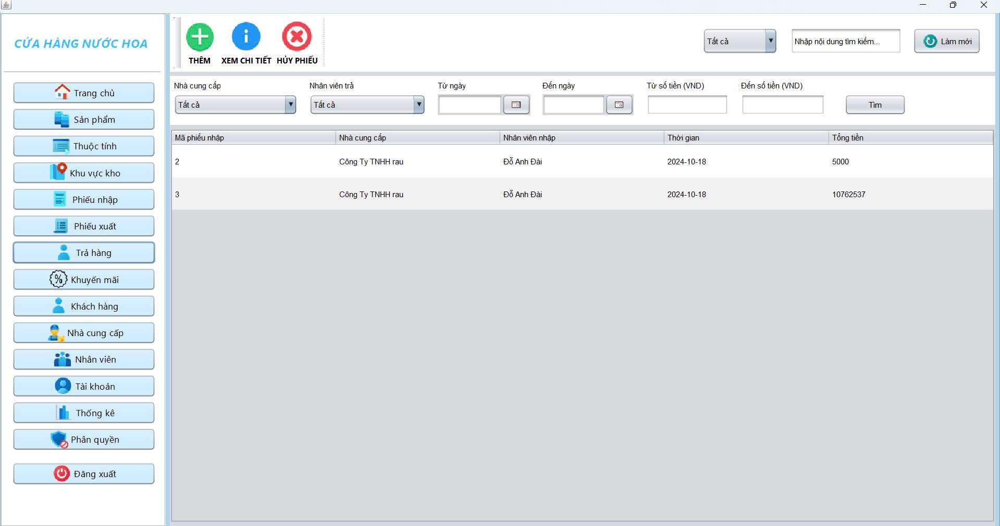 CỬA HÀNG NƯỚC HOA
Trang chủ
Sản phẩm
Thuộc tính
Khu vực kho
Phiếu nhập
Phiếu xuất
Trả hàng
Khuyến mãi
Khách hàng
Nhà cung cấp
Nhân viên
Tài khoản
Thống kê
Phân quyền
Đăng xuất
THÊM XEM CHI TIẾT HỦY PHIẾU
Tất cả Nhập nội dung tìm kiếm... Làm mới
Nhà cung cấp Nhân viên trả Từ ngày Đến ngày Từ số tiền (VND) Đến số tiền (VND)
Tất cả Tất cả Tìm
Mã phiếu nhập Nhà cung cấp Nhân viên nhập Thời gian Tổng tiền
2 Công Ty TNHH rau Đỗ Anh Đài 2024-10-18 5000
3 Công Ty TNHH rau Đỗ Anh Đài 2024-10-18 10762537